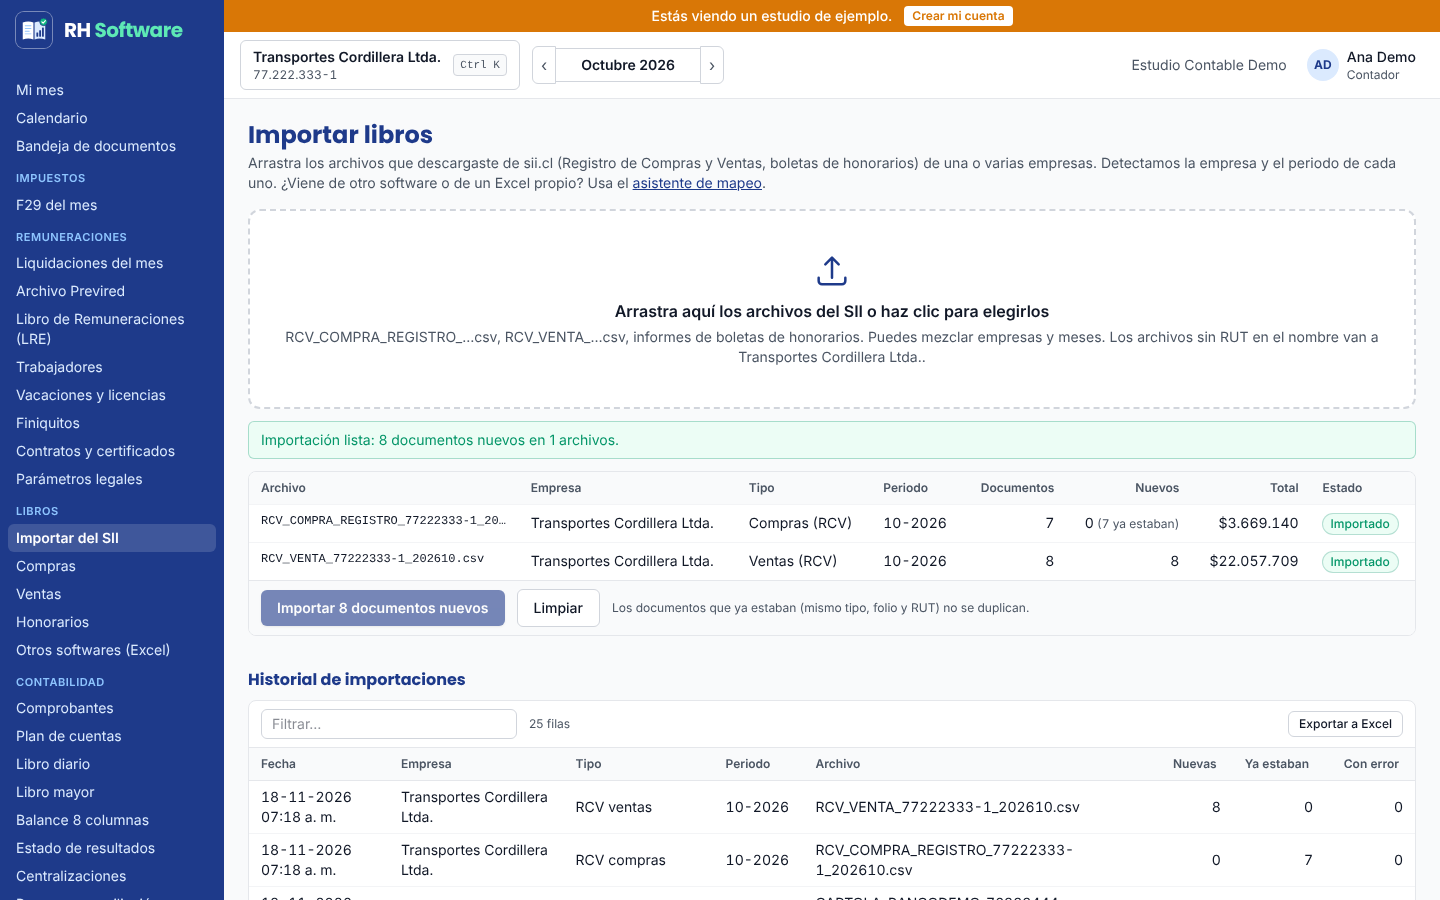 Estás viendo un estudio de ejemplo. Crear mi cuenta
RH Software
Transportes Cordillera Ltda.
77.222.333-1
Ctrl K
‹ Octubre 2026 ›
Estudio Contable Demo
AD
Ana Demo
Contador
Mi mes
Calendario
Bandeja de documentos
IMPUESTOS
F29 del mes
REMUNERACIONES
Liquidaciones del mes
Archivo Previred
Libro de Remuneraciones
(LRE)
Trabajadores
Vacaciones y licencias
Finiquitos
Contratos y certificados
Parámetros legales
LIBROS
Importar del SII
Compras
Ventas
Honorarios
Otros softwares (Excel)
CONTABILIDAD
Comprobantes
Plan de cuentas
Libro diario
Libro mayor
Balance 8 columnas
Estado de resultados
Centralizaciones
Importar libros
Arrastra los archivos que descargaste de sii.cl (Registro de Compras y Ventas, boletas de honorarios) de una o varias empresas. Detectamos la empresa y el periodo de cada
uno. ¿Viene de otro software o de un Excel propio? Usa el asistente de mapeo.
Arrastra aquí los archivos del SII o haz clic para elegirlos
RCV_COMPRA_REGISTRO_...csv, RCV_VENTA_...csv, informes de boletas de honorarios. Puedes mezclar empresas y meses. Los archivos sin RUT en el nombre van a
Transportes Cordillera Ltda..
Importación lista: 8 documentos nuevos en 1 archivos.
Archivo Empresa Tipo Periodo Documentos Nuevos Total Estado
RCV_COMPRA_REGISTRO_77222333-1_20… Transportes Cordillera Ltda. Compras (RCV) 10-2026 7 0 (7 ya estaban) $3.669.140 Importado
RCV_VENTA_77222333-1_202610.csv Transportes Cordillera Ltda. Ventas (RCV) 10-2026 8 8 $22.057.709 Importado
Importar 8 documentos nuevos Limpiar Los documentos que ya estaban (mismo tipo, folio y RUT) no se duplican.
Historial de importaciones
Filtrar... 25 filas Exportar a Excel
Fecha Empresa Tipo Periodo Archivo Nuevas Ya estaban Con error
18-11-2026
07:18 a. m.
Transportes Cordillera
Ltda.
RCV ventas 10-2026 RCV_VENTA_77222333-1_202610.csv 8 0 0
18-11-2026
07:18 a. m.
Transportes Cordillera
Ltda.
RCV compras 10-2026
RCV_COMPRA_REGISTRO_77222333-
1_202610.csv
0 7 0